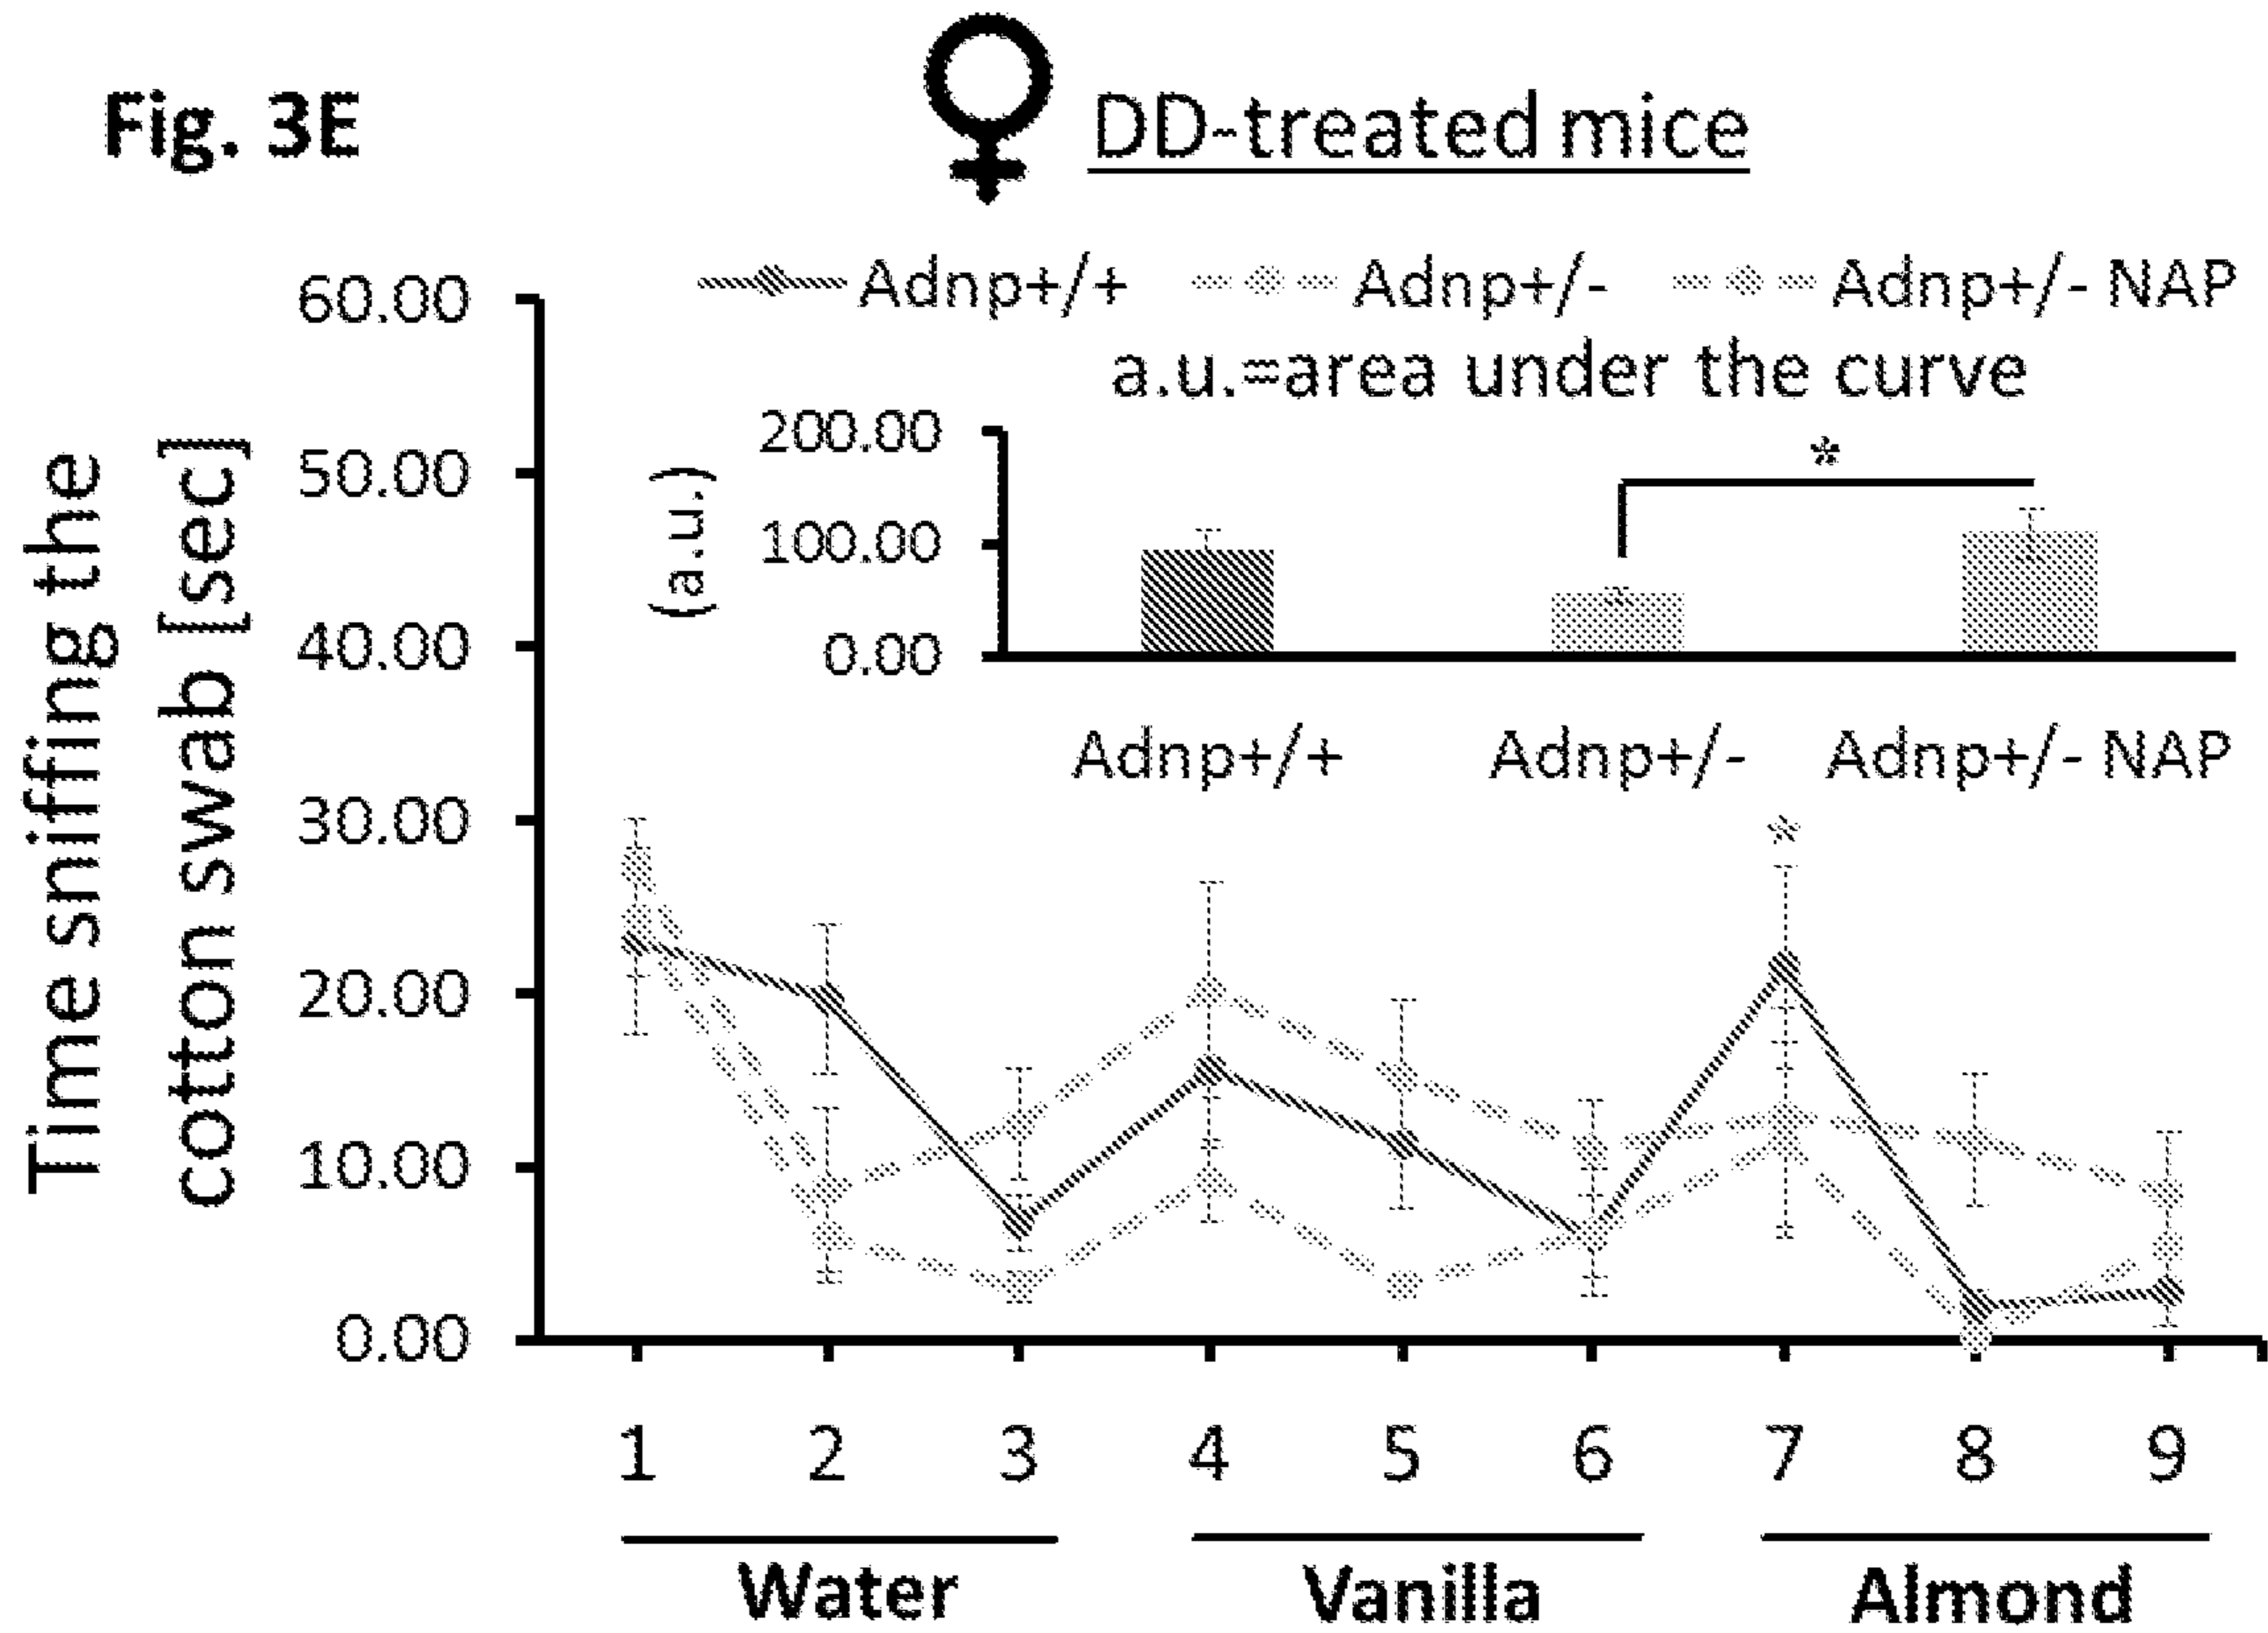 Fig. 3E
♀ DD-treated mice
Adnp+/+ Adnp+/- Adnp+/- NAP
a.u.=area under the curve
Time sniffing the
cotton swab [sec]
60.00
50.00
40.00
30.00
20.00
10.00
0.00
(a.u.)
200.00
100.00
0.00
*
Adnp+/+ Adnp+/- Adnp+/- NAP
*
1 2 3 4 5 6 7 8 9
Water Vanilla Almond